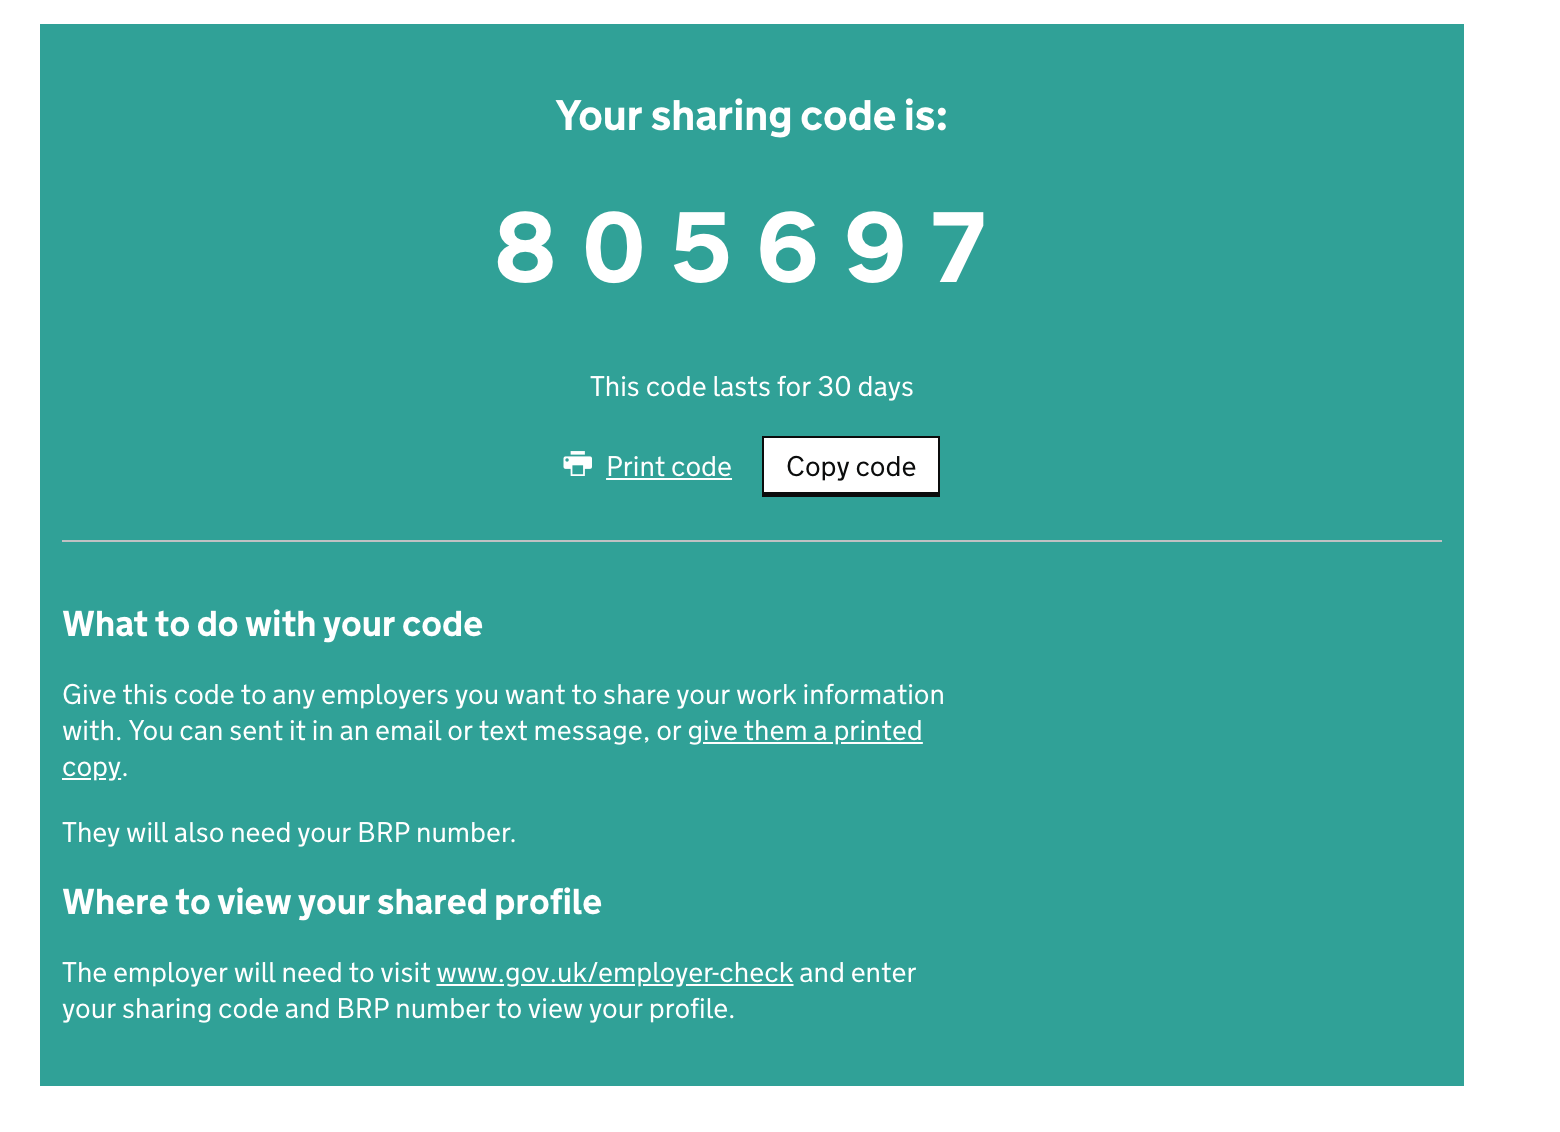 Your sharing code is:
8 0 5 6 9 7
This code lasts for 30 days
Print code
Copy code
What to do with your code
Give this code to any employers you want to share your work information
with. You can sent it in an email or text message, or give them a printed
copy.
They will also need your BRP number.
Where to view your shared profile
The employer will need to visit www.gov.uk/employer-check and enter
your sharing code and BRP number to view your profile.